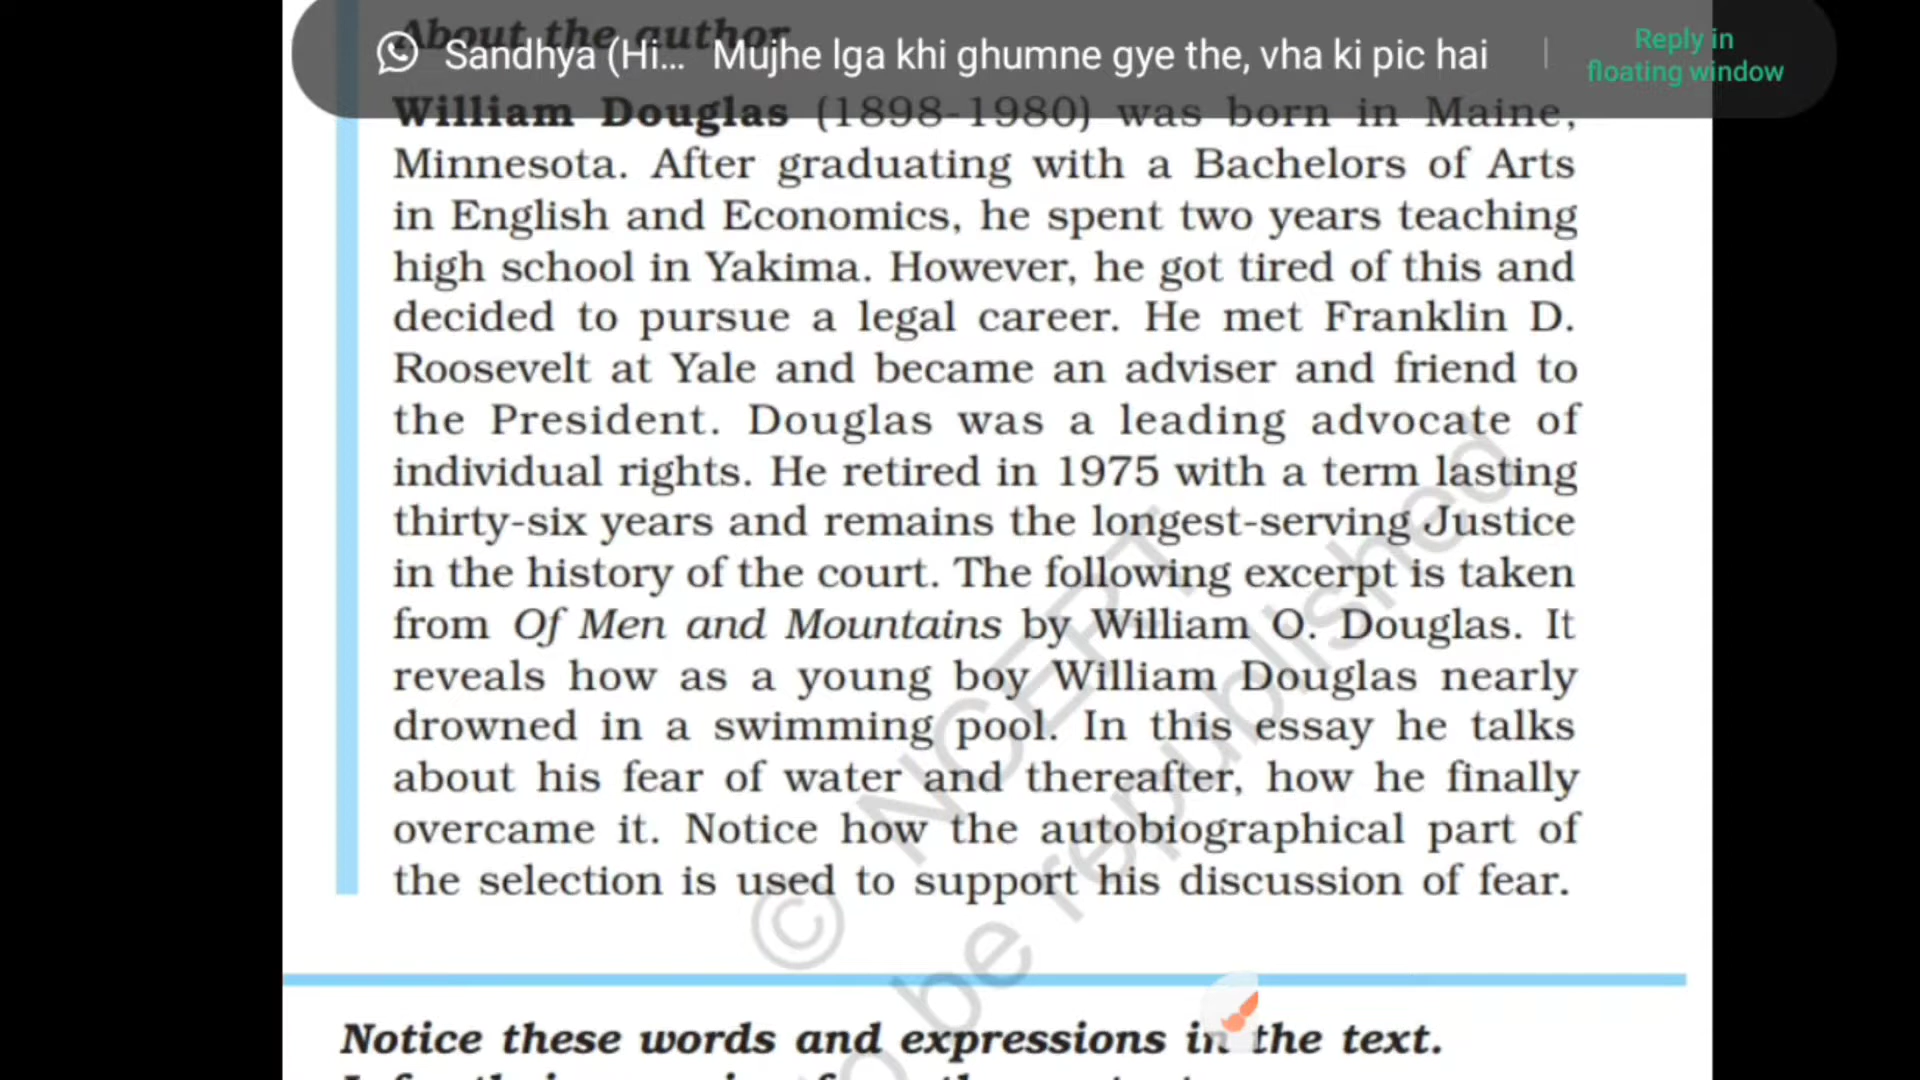 About the author
Sandhya (Hi... Mujhe lga khi ghumne gye the, vha ki pic hai
Reply in
floating window
William Douglas (1898-1980) was born in Maine,
Minnesota. After graduating with a Bachelors of Arts
in English and Economics, he spent two years teaching
high school in Yakima. However, he got tired of this and
decided to pursue a legal career. He met Franklin D.
Roosevelt at Yale and became an adviser and friend to
the President. Douglas was a leading advocate of
individual rights. He retired in 1975 with a term lasting
thirty-six years and remains the longest-serving Justice
in the history of the court. The following excerpt is taken
from Of Men and Mountains by William O. Douglas. It
reveals how as a young boy William Douglas nearly
drowned in a swimming pool. In this essay he talks
about his fear of water and thereafter, how he finally
overcame it. Notice how the autobiographical part of
the selection is used to support his discussion of fear.
© NCERT
be republished
Notice these words and expressions in the text.